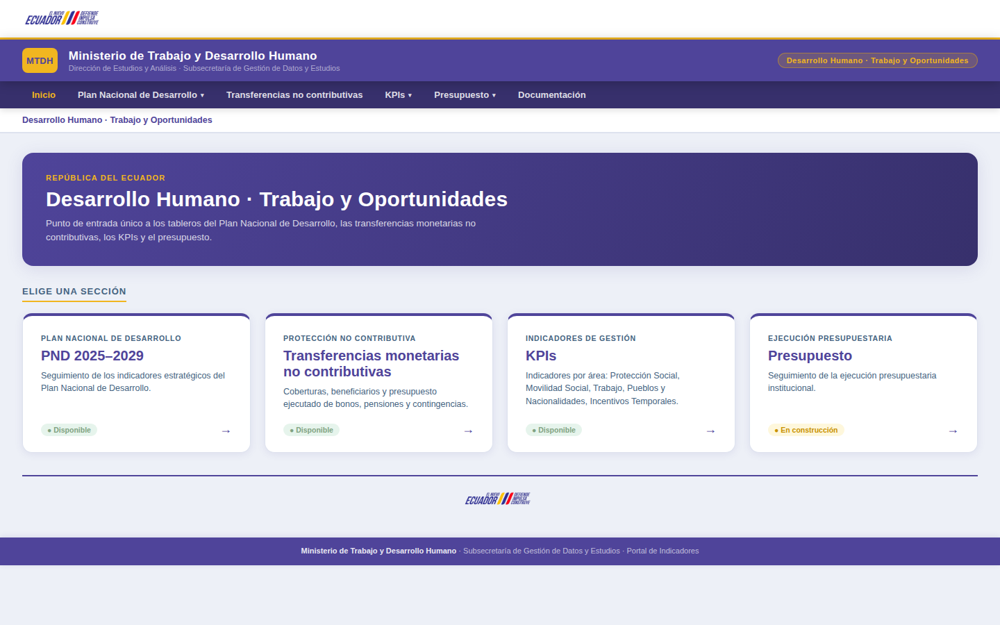 EL NUEVO
ECUADOR
DEFIENDE
IMPULSA
CONSTRUYE
MTDH
Ministerio de Trabajo y Desarrollo Humano
Dirección de Estudios y Análisis · Subsecretaría de Gestión de Datos y Estudios
Desarrollo Humano · Trabajo y Oportunidades
Inicio
Plan Nacional de Desarrollo ▾
Transferencias no contributivas
KPIs ▾
Presupuesto ▾
Documentación
Desarrollo Humano · Trabajo y Oportunidades
REPÚBLICA DEL ECUADOR
Desarrollo Humano · Trabajo y Oportunidades
Punto de entrada único a los tableros del Plan Nacional de Desarrollo, las transferencias monetarias no
contributivas, los KPIs y el presupuesto.
ELIGE UNA SECCIÓN
PLAN NACIONAL DE DESARROLLO
PND 2025–2029
Seguimiento de los indicadores estratégicos del
Plan Nacional de Desarrollo.
● Disponible →
PROTECCIÓN NO CONTRIBUTIVA
Transferencias monetarias
no contributivas
Coberturas, beneficiarios y presupuesto
ejecutado de bonos, pensiones y contingencias.
● Disponible →
INDICADORES DE GESTIÓN
KPIs
Indicadores por área: Protección Social,
Movilidad Social, Trabajo, Pueblos y
Nacionalidades, Incentivos Temporales.
● Disponible →
EJECUCIÓN PRESUPUESTARIA
Presupuesto
Seguimiento de la ejecución presupuestaria
institucional.
● En construcción →
EL NUEVO
ECUADOR
DEFIENDE
IMPULSA
CONSTRUYE
Ministerio de Trabajo y Desarrollo Humano · Subsecretaría de Gestión de Datos y Estudios · Portal de Indicadores